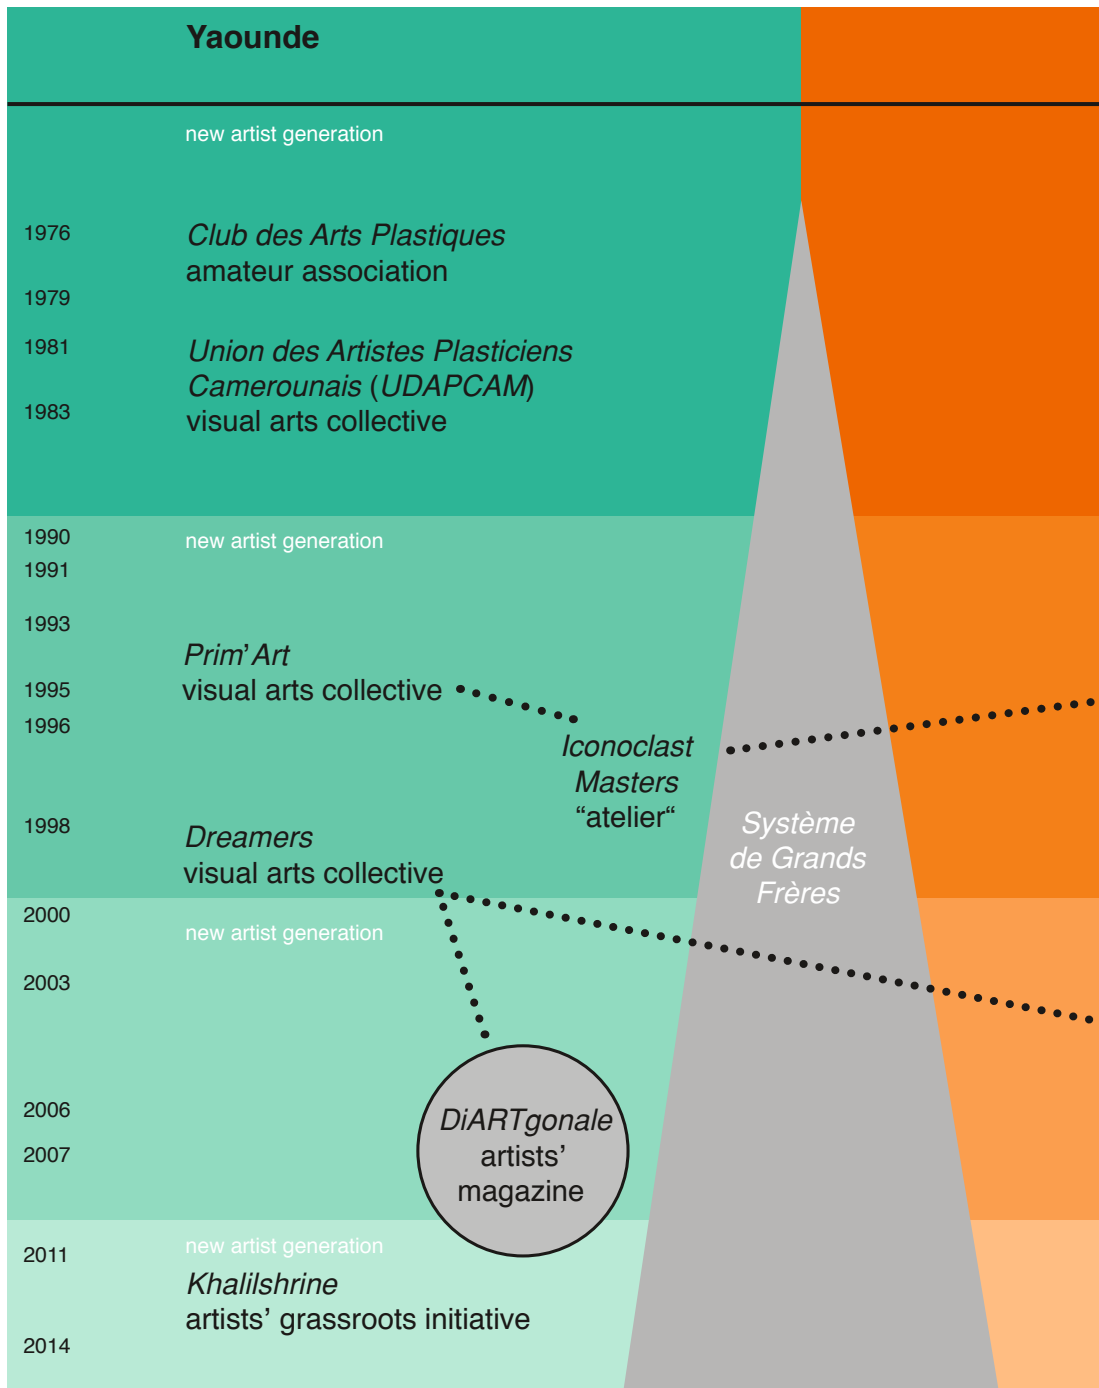 Yaounde
new artist generation
1976
Club des Arts Plastiques
amateur association
1979
1981
Union des Artistes Plasticiens
Camerounais (UDAPCAM)
1983
visual arts collective
1990
new artist generation
1991
1993
Prim’Art
1995
visual arts collective
1996
Iconoclast
Masters
“atelier“
1998
Dreamers
visual arts collective
Système
de Grands
Frères
2000
new artist generation
2003
2006
DiARTgonale
artists’
magazine
2007
2011
new artist generation
Khalilshrine
artists’ grassroots initiative
2014